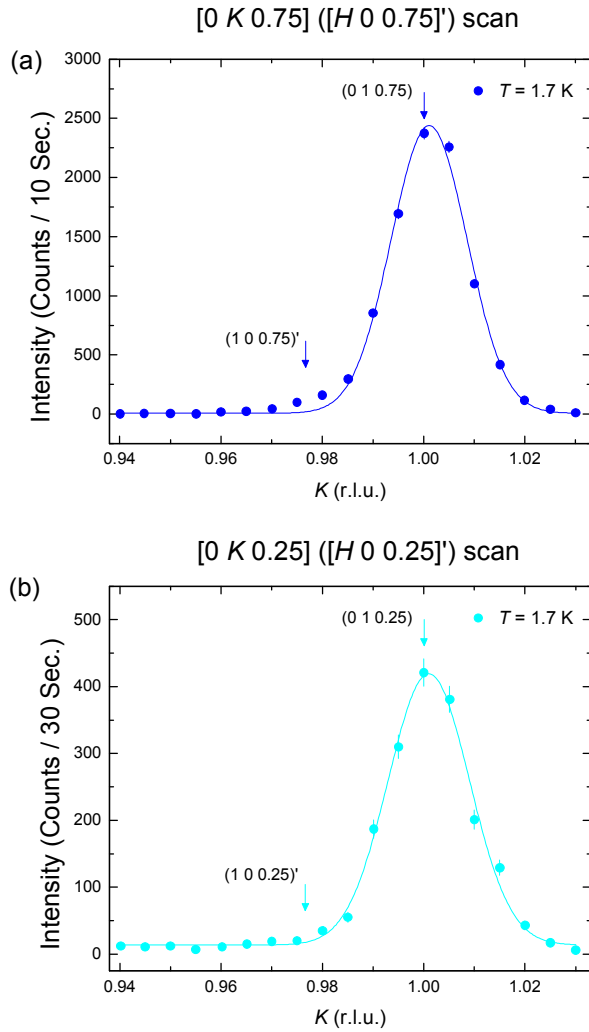 [0 K 0.75] ([H 0 0.75]') scan
(a)
3000
2500
2000
1500
1000
500
0
Intensity (Counts / 10 Sec.)
(0 1 0.75)
T = 1.7 K
(1 0 0.75)'
0.94 0.96 0.98 1.00 1.02
K (r.l.u.)
[0 K 0.25] ([H 0 0.25]') scan
(b)
500
400
300
200
100
0
Intensity (Counts / 30 Sec.)
(0 1 0.25)
T = 1.7 K
(1 0 0.25)'
0.94 0.96 0.98 1.00 1.02
K (r.l.u.)